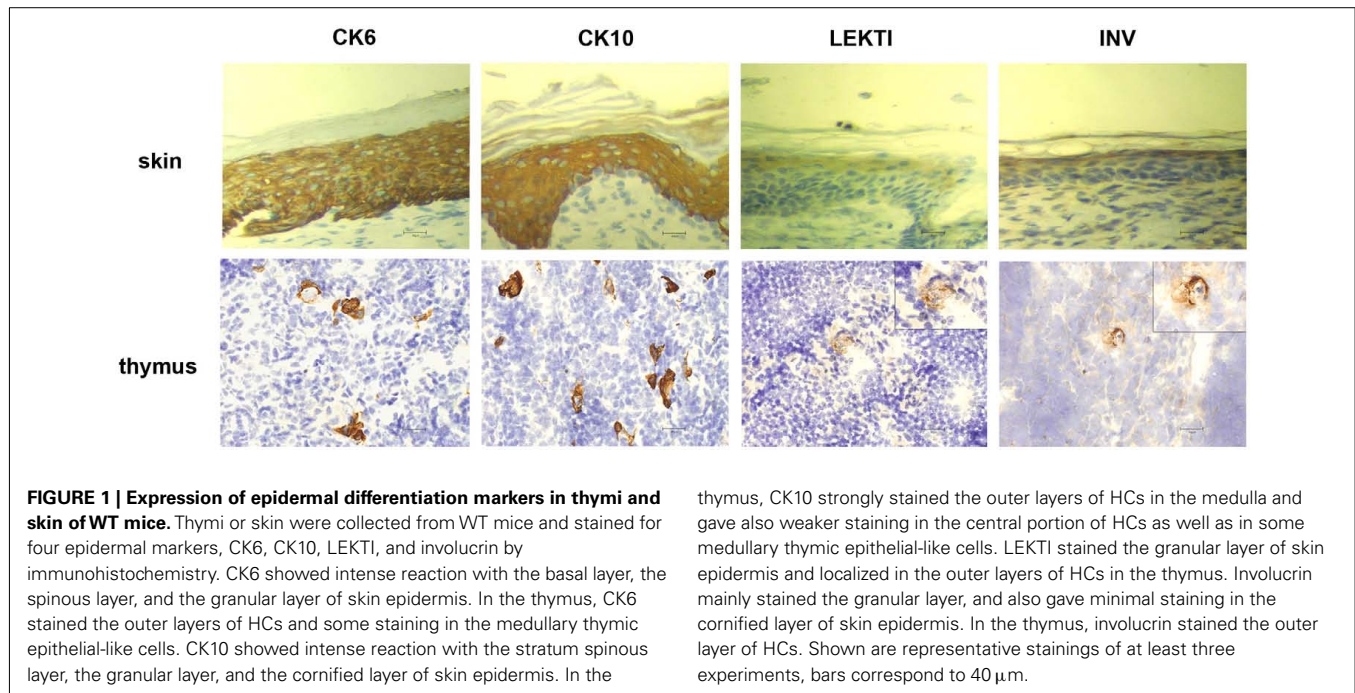 CK6 CK10 LEKTI INV
skin
thymus
FIGURE 1 | Expression of epidermal differentiation markers in thymi and
skin of WT mice. Thymi or skin were collected from WT mice and stained for
four epidermal markers, CK6, CK10, LEKTI, and involucrin by
immunohistochemistry. CK6 showed intense reaction with the basal layer, the
spinous layer, and the granular layer of skin epidermis. In the thymus, CK6
stained the outer layers of HCs and some staining in the medullary thymic
epithelial-like cells. CK10 showed intense reaction with the stratum spinous
layer, the granular layer, and the cornified layer of skin epidermis. In the
thymus, CK10 strongly stained the outer layers of HCs in the medulla and
gave also weaker staining in the central portion of HCs as well as in some
medullary thymic epithelial-like cells. LEKTI stained the granular layer of skin
epidermis and localized in the outer layers of HCs in the thymus. Involucrin
mainly stained the granular layer, and also gave minimal staining in the
cornified layer of skin epidermis. In the thymus, involucrin stained the outer
layer of HCs. Shown are representative stainings of at least three
experiments, bars correspond to 40 μm.